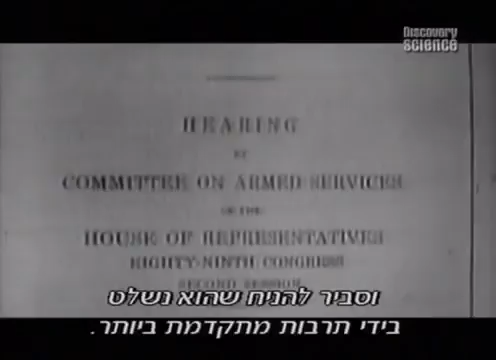 Discovery
SCIENCE
HEARING
BY
COMMITTEE ON ARMED SERVICES
OF THE
HOUSE OF REPRESENTATIVES
EIGHTY-NINTH CONGRESS
SECOND SESSION
וסביר להניח שהוא נשלט
בידי תרבות מתקדמת ביותר.